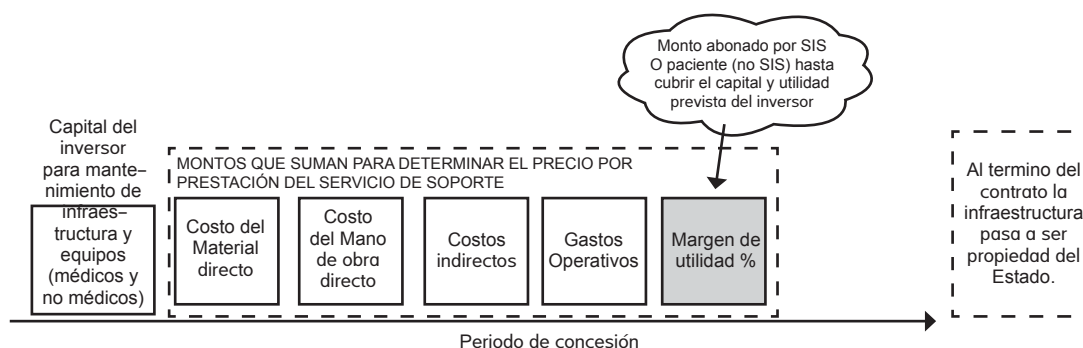 Monto abonado por SIS
O paciente (no SIS) hasta
cubrir el capital y utilidad
prevista del inversor
Capital del
inversor
para mante–
nimiento de
infraes–
tructura y
equipos
(médicos y
no médicos)
MONTOS QUE SUMAN PARA DETERMINAR EL PRECIO POR
PRESTACIÓN DEL SERVICIO DE SOPORTE
Costo del
Material
directo
Costo
del Mano
de obra
directo
Costos
indirectos
Gastos
Operativos
Margen de
utilidad %
Al termino del
contrato la
infraestructura
pasa a ser
propiedad del
Estado.
Periodo de concesión